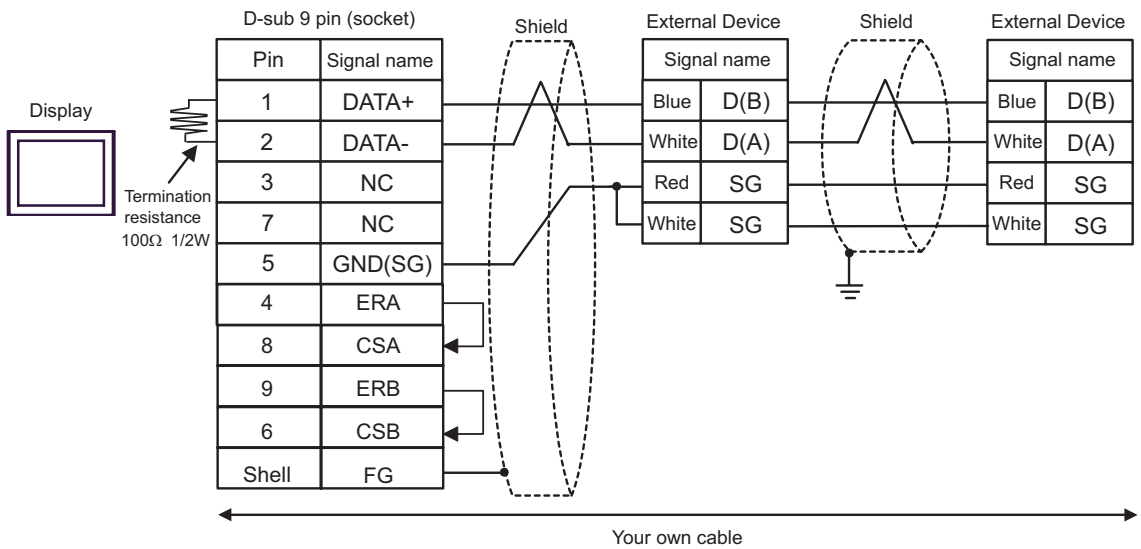 D-sub 9 pin (socket)
Shield
External Device
Shield
External Device
Pin Signal name
Signal name
Signal name
1 DATA+
Blue D(B)
Blue D(B)
Display
2 DATA-
White D(A)
White D(A)
3 NC
Red SG
Red SG
Termination
resistance
100Ω 1/2W
7 NC
White SG
White SG
5 GND(SG)
4 ERA
8 CSA
9 ERB
6 CSB
Shell FG
Your own cable